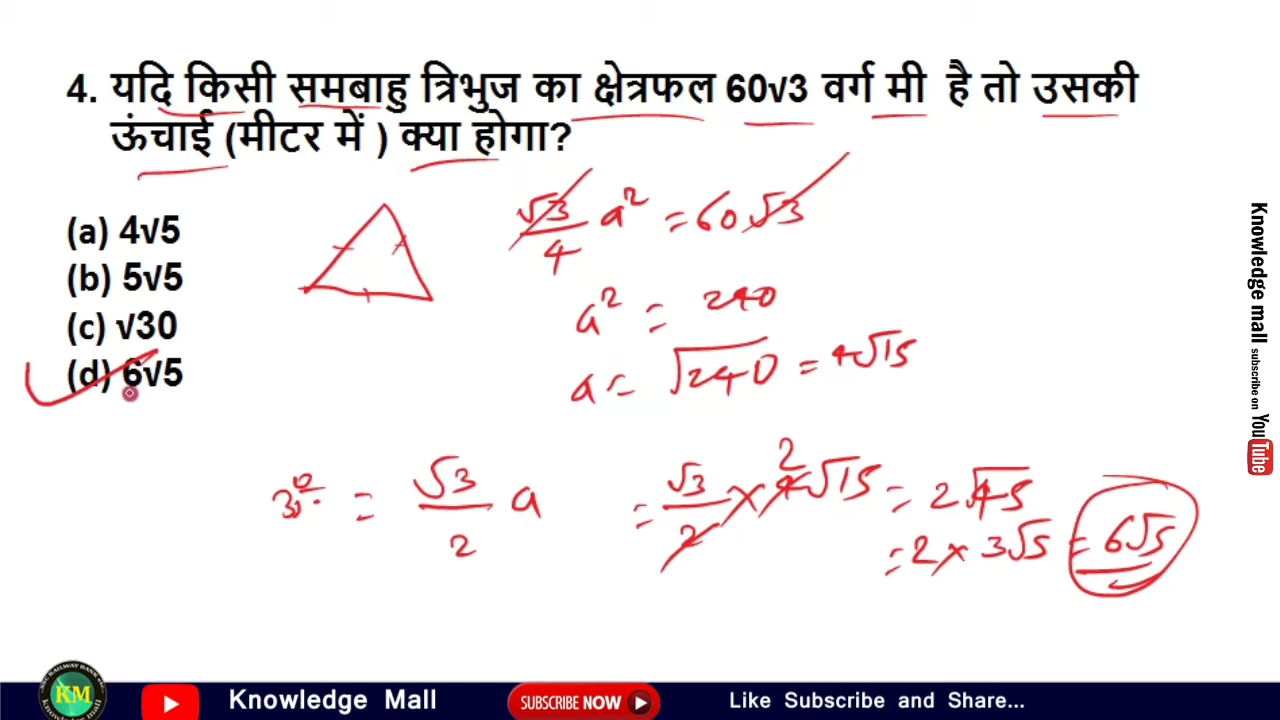 4. यदि किसी समबाहु त्रिभुज का क्षेत्रफल 60√3 वर्ग मी है तो उसकी
ऊंचाई (मीटर में ) क्या होगा?
(a) 4√5
(b) 5√5
(c) √30
(d) 6√5
√3/4 a² = 60√3
a² = 240
a = √240 = 4√15
= √3/2 a
= √3/2 × 4√15 = 2√45
2
= 2 × 3√5 = 6√5
Knowledge mall subscribe on YouTube
KM
Knowledge Mall
SUBSCRIBE NOW
Like Subscribe and Share...